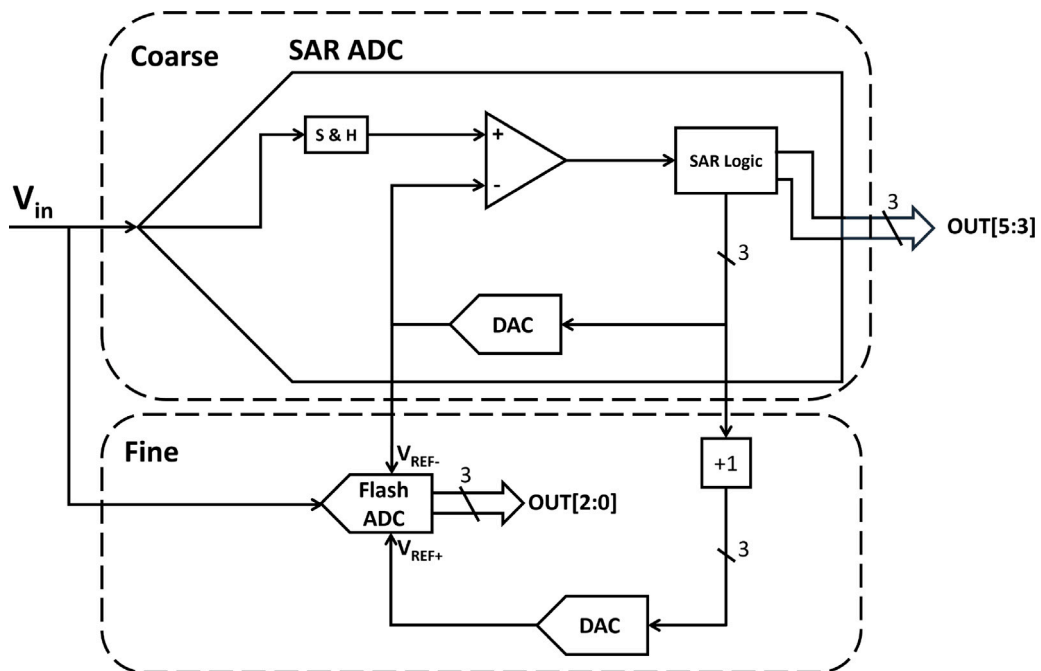 Coarse
SAR ADC
S & H
+
-
SAR Logic
V_in
3
OUT[5:3]
3
DAC
Fine
V_REF-
+1
Flash
ADC
3
OUT[2:0]
V_REF+
3
DAC